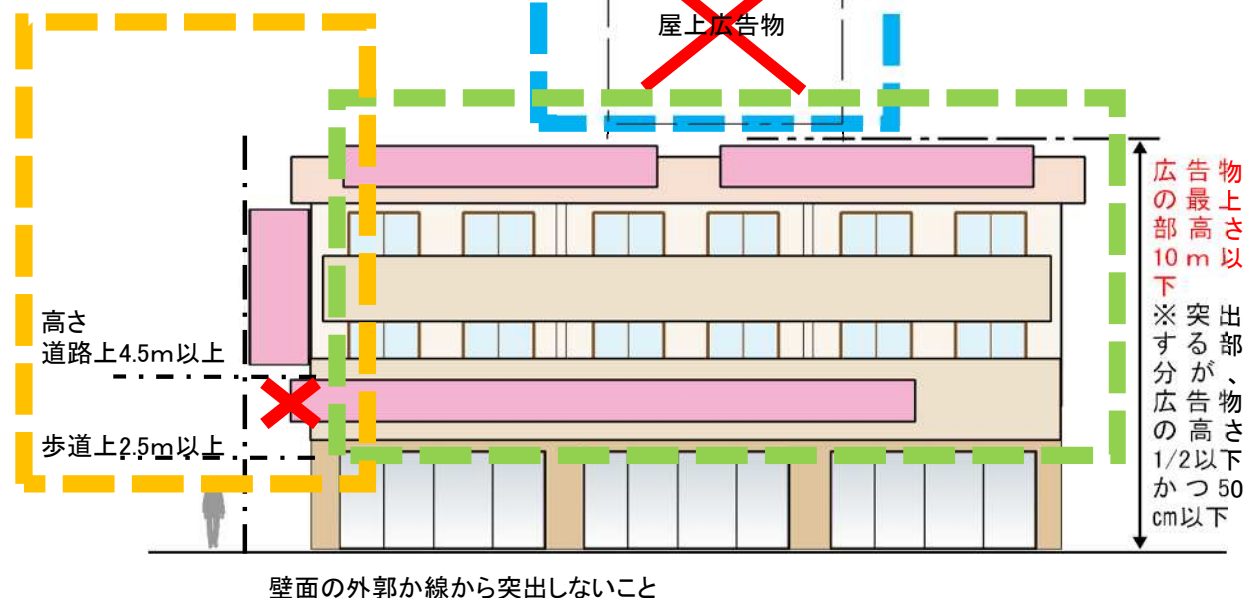 屋上広告物
広告物
の最上
部高さ
10m以
下
※突出
する部
分が、
広告物
の高さ
1/2以下
かつ50
cm以下
高さ
道路上4.5m以上
歩道上2.5m以上
壁面の外郭か線から突出しないこと